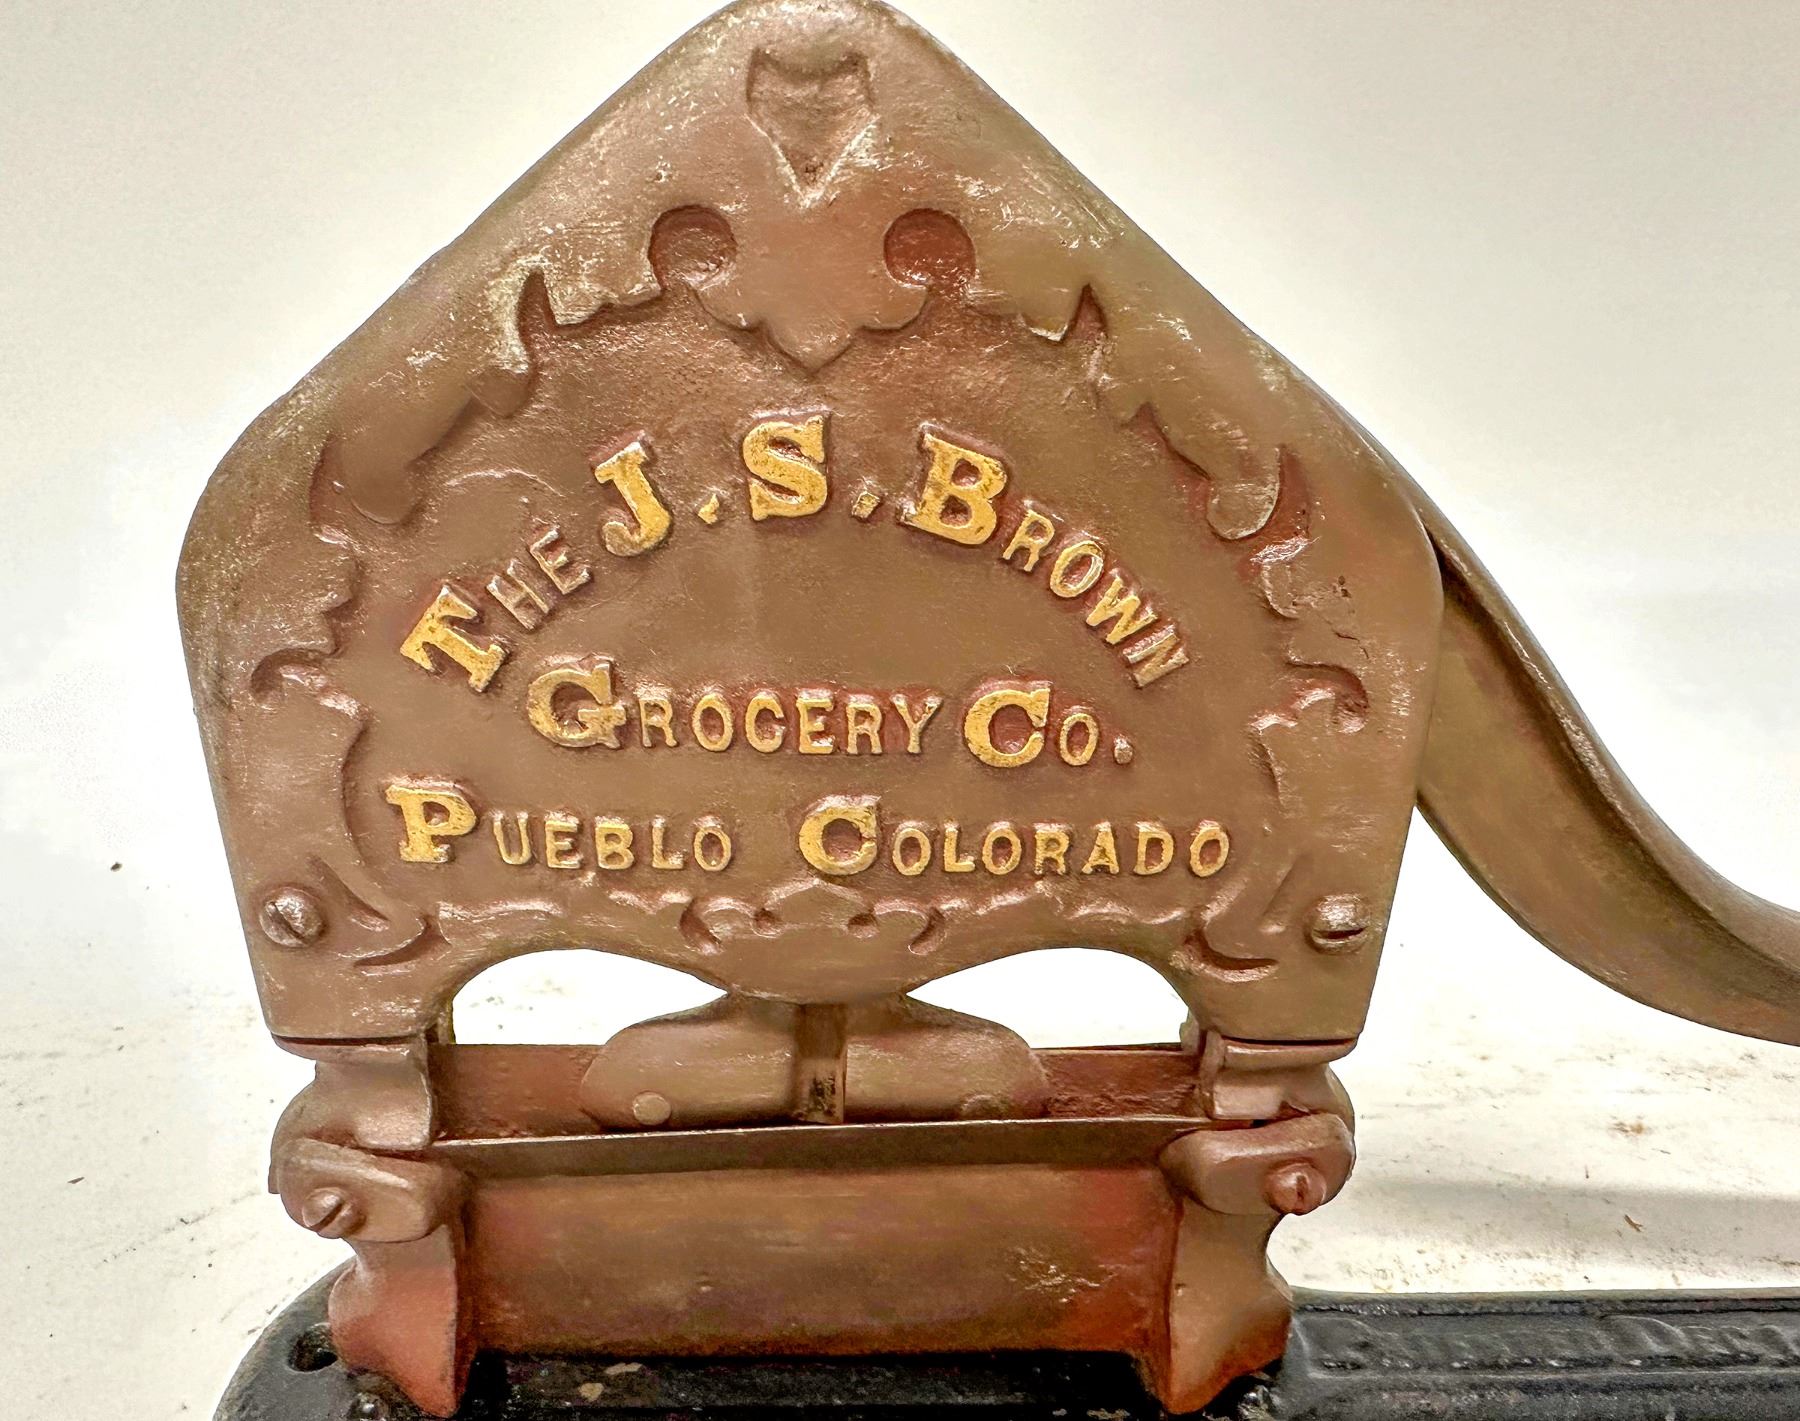 THE J.S. BROWN
GROCERY CO.
PUEBLO COLORADO